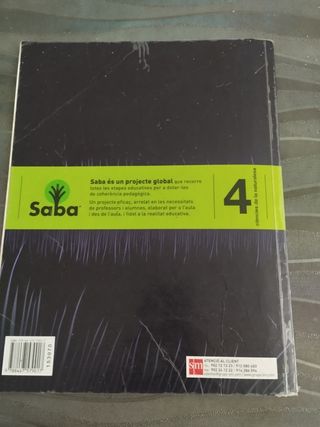 Saba és un projecte global que recorre
totes les etapes educatives per a dotar-les
de coherència pedagògica.
Un projecte eficaç, arrelat en les necessitats
de professors i alumnes, elaborat per a l'aula
i des de l'aula, i fidel a la realitat educativa.
Saba
4
ciències de la naturalesa
153070
sm
ATENCIÓ AL CLIENT